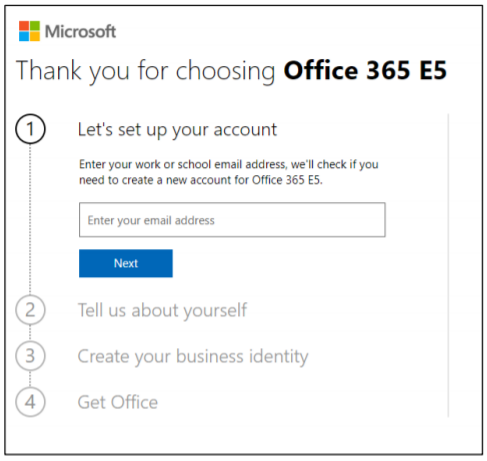 Microsoft
Thank you for choosing Office 365 E5
1 Let's set up your account
Enter your work or school email address, we'll check if you
need to create a new account for Office 365 E5.
Enter your email address
Next
2 Tell us about yourself
3 Create your business identity
4 Get Office